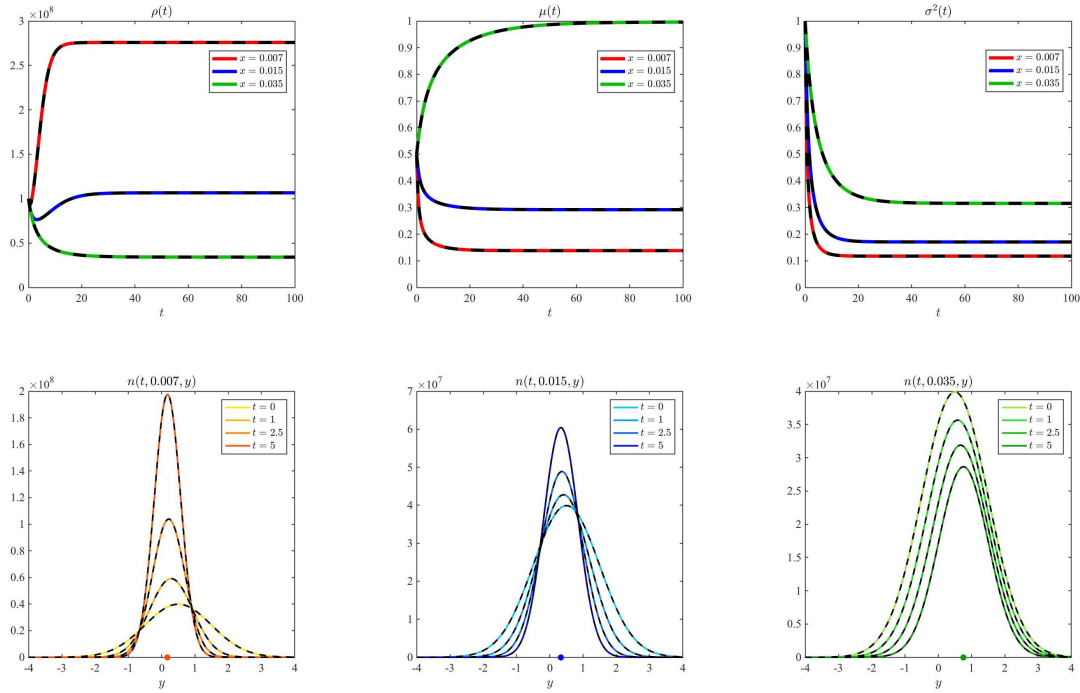 ρ(t)
×10⁸
3
2.5
2
1.5
1
0.5
0
0 20 40 60 80 100
t
x = 0.007
x = 0.015
x = 0.035
μ(t)
1
0.9
0.8
0.7
0.6
0.5
0.4
0.3
0.2
0.1
0
0 20 40 60 80 100
t
x = 0.007
x = 0.015
x = 0.035
σ²(t)
1
0.9
0.8
0.7
0.6
0.5
0.4
0.3
0.2
0.1
0
0 20 40 60 80 100
t
x = 0.007
x = 0.015
x = 0.035
n(t, 0.007, y)
×10⁸
2
1.8
1.6
1.4
1.2
1
0.8
0.6
0.4
0.2
0
-4 -3 -2 -1 0 1 2 3 4
y
t = 0
t = 1
t = 2.5
t = 5
n(t, 0.015, y)
×10⁷
7
6
5
4
3
2
1
0
-4 -3 -2 -1 0 1 2 3 4
y
t = 0
t = 1
t = 2.5
t = 5
n(t, 0.035, y)
×10⁷
4
3.5
3
2.5
2
1.5
1
0.5
0
-4 -3 -2 -1 0 1 2 3 4
y
t = 0
t = 1
t = 2.5
t = 5